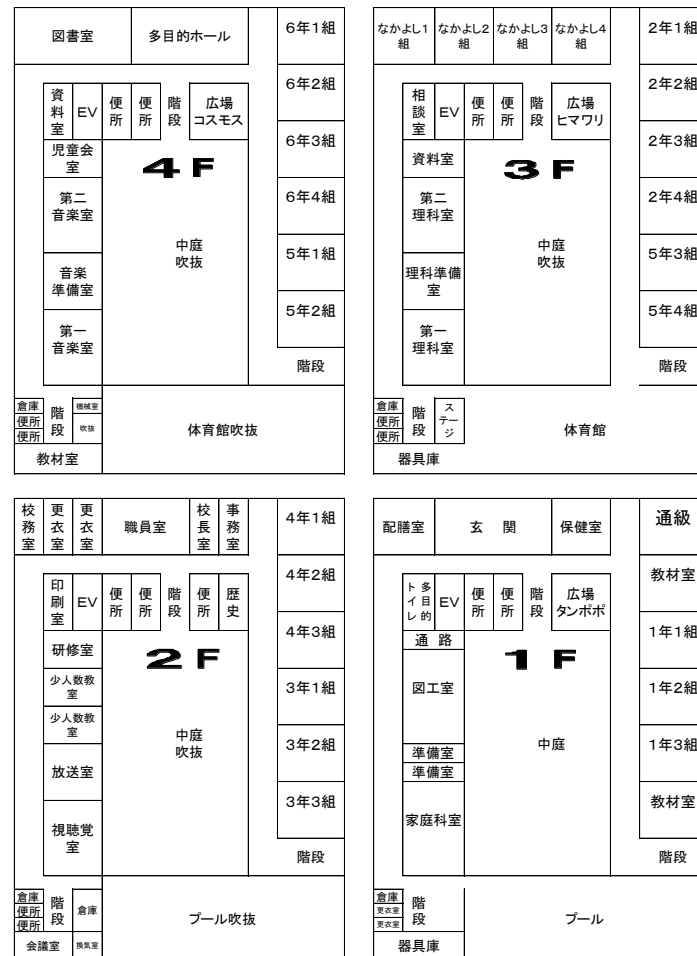 図書室
多目的ホール
6年1組
6年2組
6年3組
6年4組
5年1組
5年2組
階段
資
料
室
EV
便
所
便
所
階
段
広場
コスモス
児童会
室
4F
第二
音楽室
音楽
準備室
第一
音楽室
中庭
吹抜
倉庫
便所
便所
階
段
機械室
吹抜
体育館吹抜
教材室
なかよし1
組
なかよし2
組
なかよし3
組
なかよし4
組
2年1組
2年2組
2年3組
2年4組
5年3組
5年4組
階段
相
談
室
EV
便
所
便
所
階
段
広場
ヒマワリ
資料室
3F
第二
理科室
理科準備
室
第一
理科室
中庭
吹抜
倉庫
便所
便所
階
段
ス
テー
ジ
体育館
器具庫
校
務
室
更
衣
室
更
衣
室
職員室
校
長
室
事
務
室
4年1組
4年2組
4年3組
3年1組
3年2組
3年3組
階段
印
刷
室
EV
便
所
便
所
階
段
便
所
歴
史
研修室
2F
少人数教
室
少人数教
室
放送室
視聴覚
室
中庭
吹抜
倉庫
便所
便所
階
段
倉庫
プール吹抜
会議室
換気室
配膳室
玄 関
保健室
通級
教材室
1年1組
1年2組
1年3組
教材室
階段
多目的
トイレ
EV
便
所
便
所
階
段
広場
タンポポ
通 路
1F
図工室
準備室
準備室
家庭科室
中庭
倉庫
更衣室
更衣室
階
段
プール
器具庫